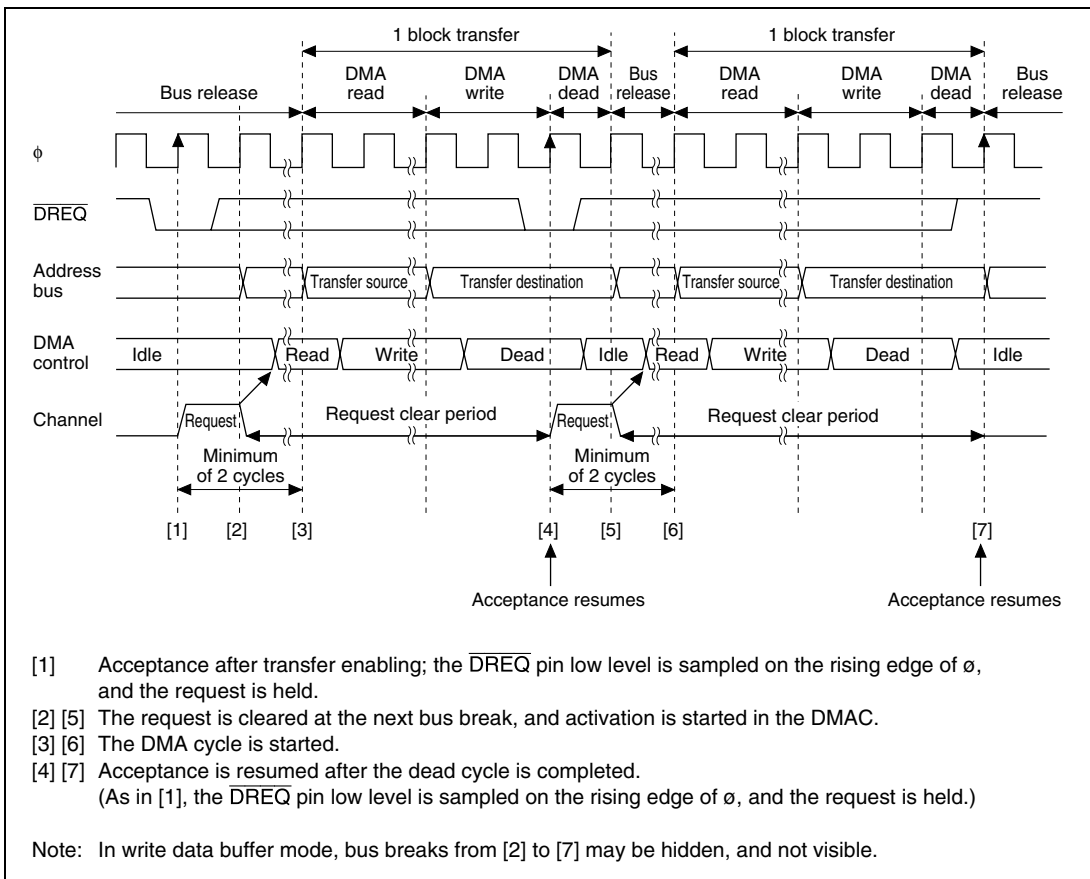 1 block transfer 1 block transfer
Bus release DMA read DMA write DMA dead Bus release DMA read DMA write DMA dead Bus release
φ
DREQ
Address bus Transfer source Transfer destination Transfer source Transfer destination
DMA control Idle Read Write Dead Idle Read Write Dead Idle
Channel Request Request clear period Request Request clear period
Minimum of 2 cycles Minimum of 2 cycles
[1] [2] [3] [4] [5] [6] [7]
Acceptance resumes Acceptance resumes
[1] Acceptance after transfer enabling; the DREQ pin low level is sampled on the rising edge of ø,
and the request is held.
[2] [5] The request is cleared at the next bus break, and activation is started in the DMAC.
[3] [6] The DMA cycle is started.
[4] [7] Acceptance is resumed after the dead cycle is completed.
(As in [1], the DREQ pin low level is sampled on the rising edge of ø, and the request is held.)
Note: In write data buffer mode, bus breaks from [2] to [7] may be hidden, and not visible.